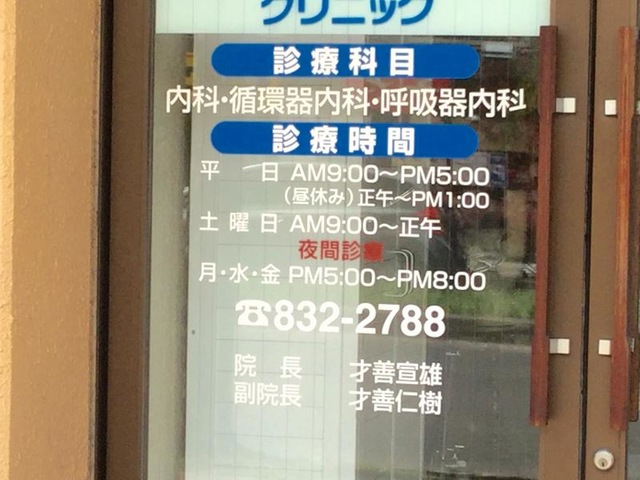 クリニック
診療科目
内科・循環器内科・呼吸器内科
診療時間
平日 AM9:00〜PM5:00
（昼休み）正午〜PM1:00
土曜日 AM9:00〜正午
夜間診療
月・水・金 PM5:00〜PM8:00
☎832-2788
院長 才善宣雄
副院長 才善仁樹